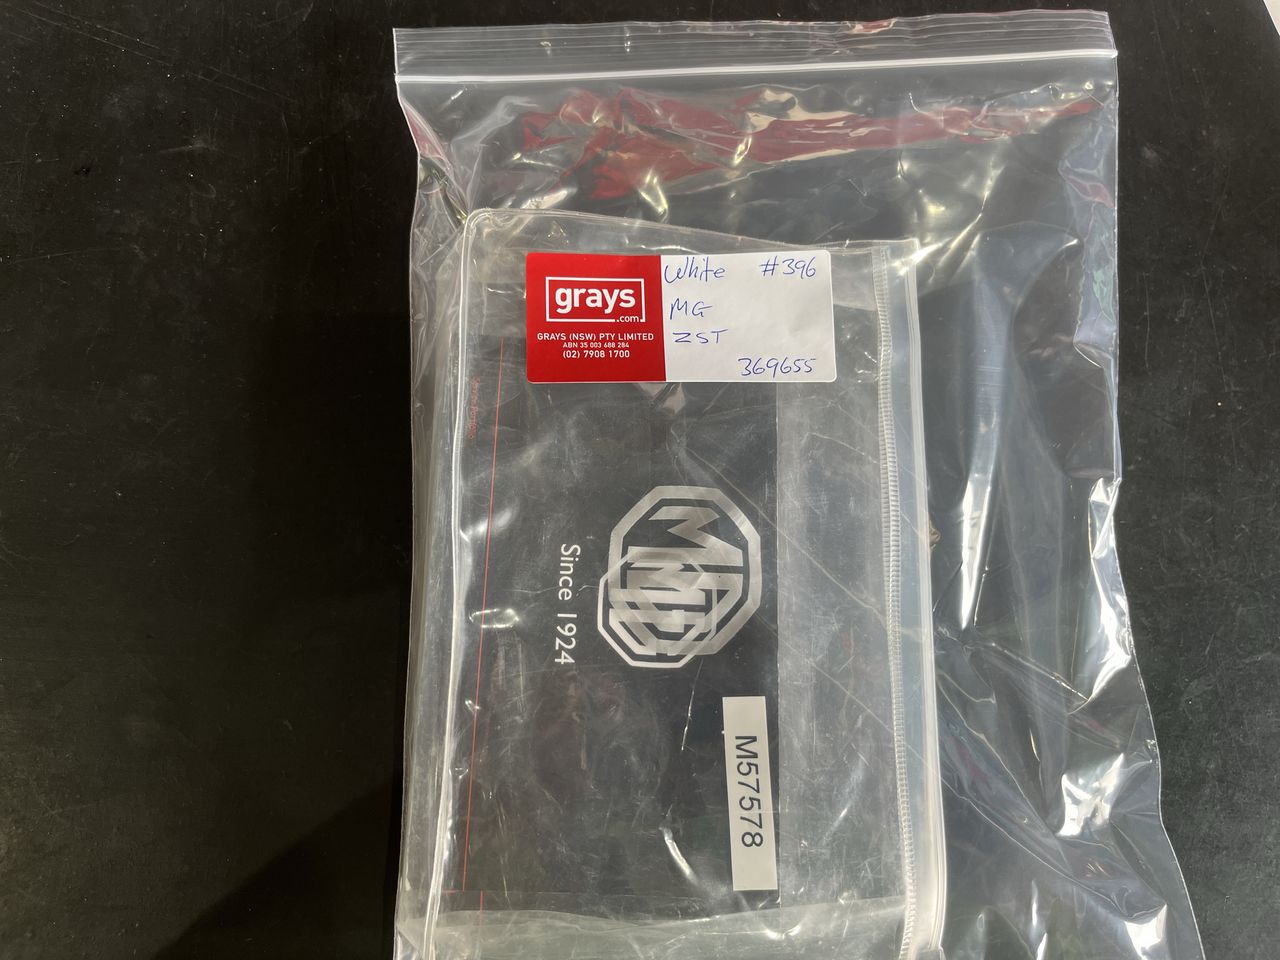 grays
.com
GRAYS (NSW) PTY LIMITED
ABN 35 003 688 284
(02) 7908 1700
White #396
MG
ZST
369655
MG
Since 1924
M57578